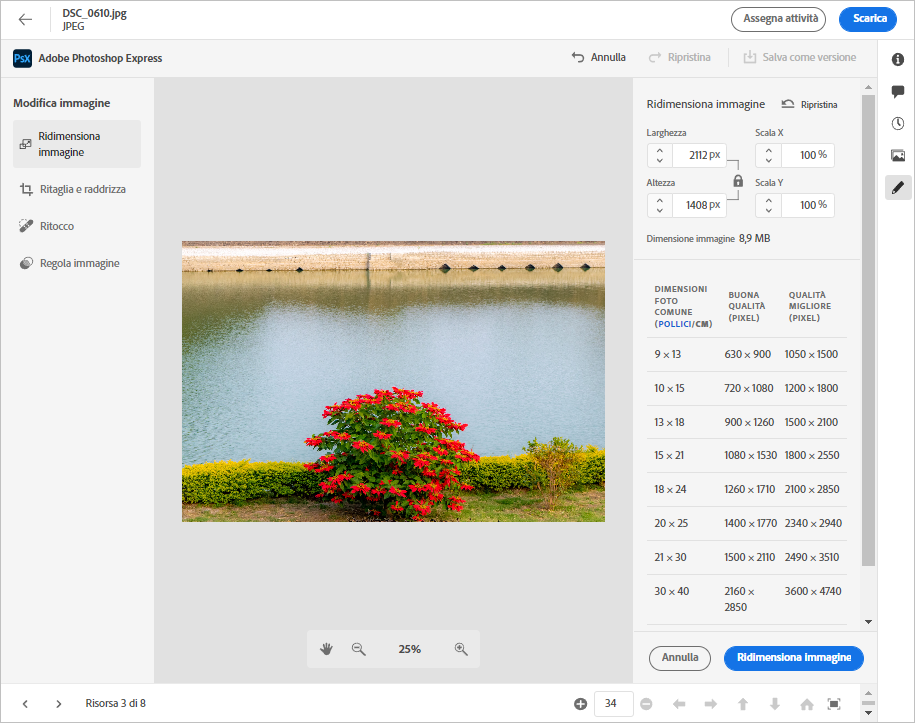 DSC_0610.jpg
JPEG
Assegna attività
Scarica
PsX
Adobe Photoshop Express
Annulla
Ripristina
Salva come versione
Modifica immagine
Ridimensiona
immagine
Ritaglia e raddrizza
Ritocco
Regola immagine
Ridimensiona immagine
Ripristina
Larghezza Scala X
2112 px 100 %
Altezza Scala Y
1408 px 100 %
Dimensione immagine 8,9 MB
DIMENSIONI
FOTO
COMUNE
(POLLICI/CM)
BUONA
QUALITÀ
(PIXEL)
QUALITÀ
MIGLIORE
(PIXEL)
9 × 13 630 × 900 1050 × 1500
10 × 15 720 × 1080 1200 × 1800
13 × 18 900 × 1260 1500 × 2100
15 × 21 1080 × 1530 1800 × 2550
18 × 24 1260 × 1710 2100 × 2850
20 × 25 1400 × 1770 2340 × 2940
21 × 30 1500 × 2110 2490 × 3510
30 × 40 2160 × 3600 × 4740
2850
25%
Annulla
Ridimensiona immagine
Risorsa 3 di 8
34